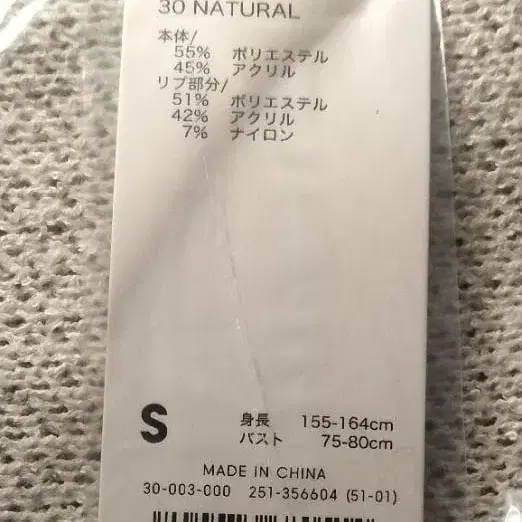 30 NATURAL
本体/
55% ポリエステル
45% アクリル
リブ部分/
51% ポリエステル
42% アクリル
7% ナイロン
S
身長 155-164cm
バスト 75-80cm
MADE IN CHINA
30-003-000 251-356604 (51-01)